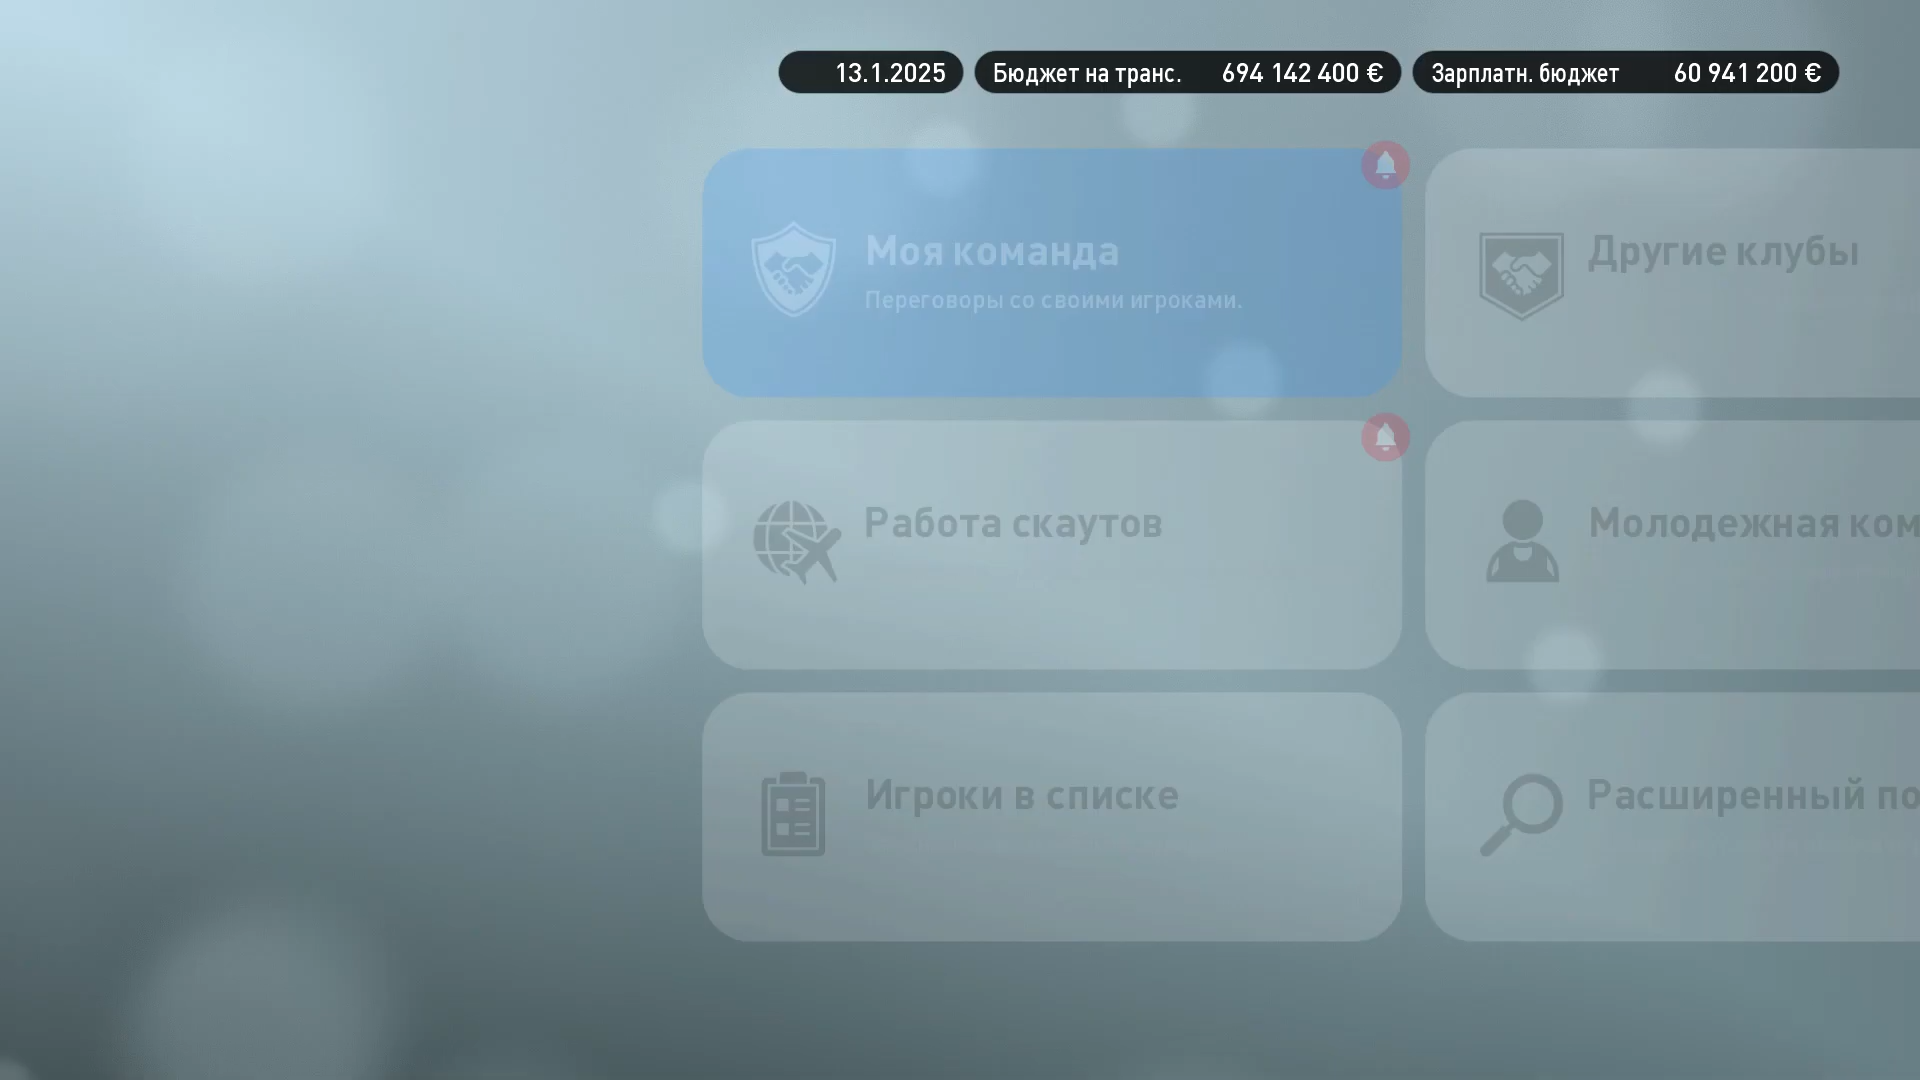 13.1.2025
Бюджет на транс. 694 142 400 €
Зарплатн. бюджет 60 941 200 €
Моя команда
Переговоры со своими игроками.
Другие клубы
Работа скаутов
Молодежная ком
Игроки в списке
Расширенный по